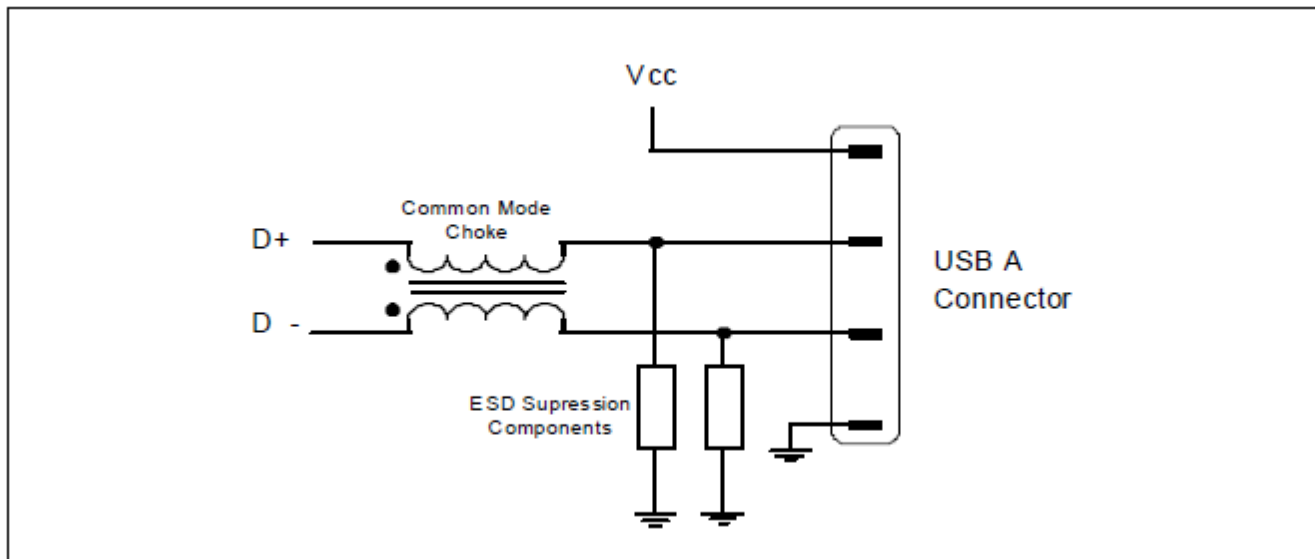 Vcc
Common Mode
Choke
D+
D -
USB A
Connector
ESD Supression
Components